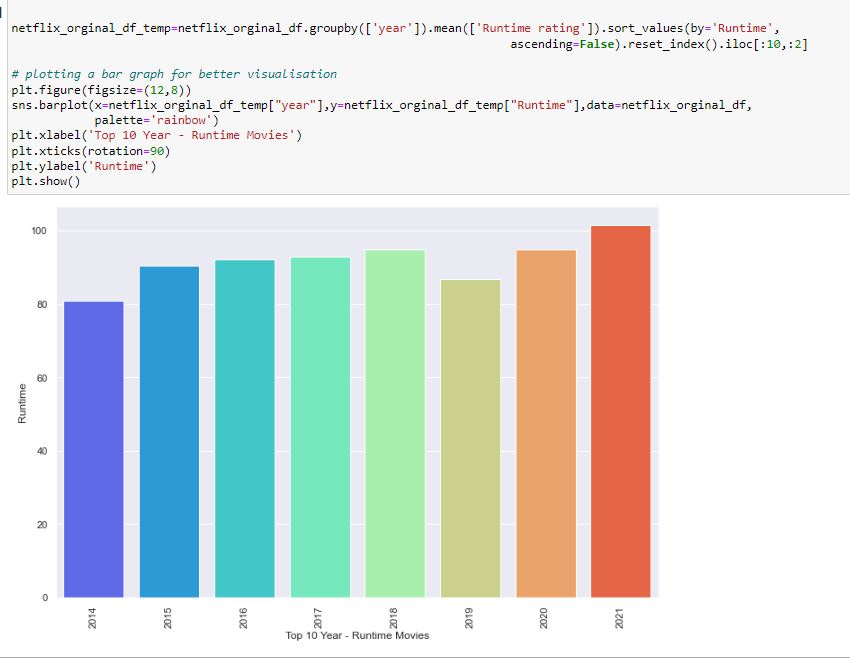 netflix_orginal_df_temp=netflix_orginal_df.groupby(['year']).mean(['Runtime rating']).sort_values(by='Runtime',
ascending=False).reset_index().iloc[:10,:2]
# plotting a bar graph for better visualisation
plt.figure(figsize=(12,8))
sns.barplot(x=netflix_orginal_df_temp["year"],y=netflix_orginal_df_temp["Runtime"],data=netflix_orginal_df,
palette='rainbow')
plt.xlabel('Top 10 Year - Runtime Movies')
plt.xticks(rotation=90)
plt.ylabel('Runtime')
plt.show()
100
80
60
40
20
0
Runtime
2014
2015
2016
2017
2018
2019
2020
2021
Top 10 Year - Runtime Movies